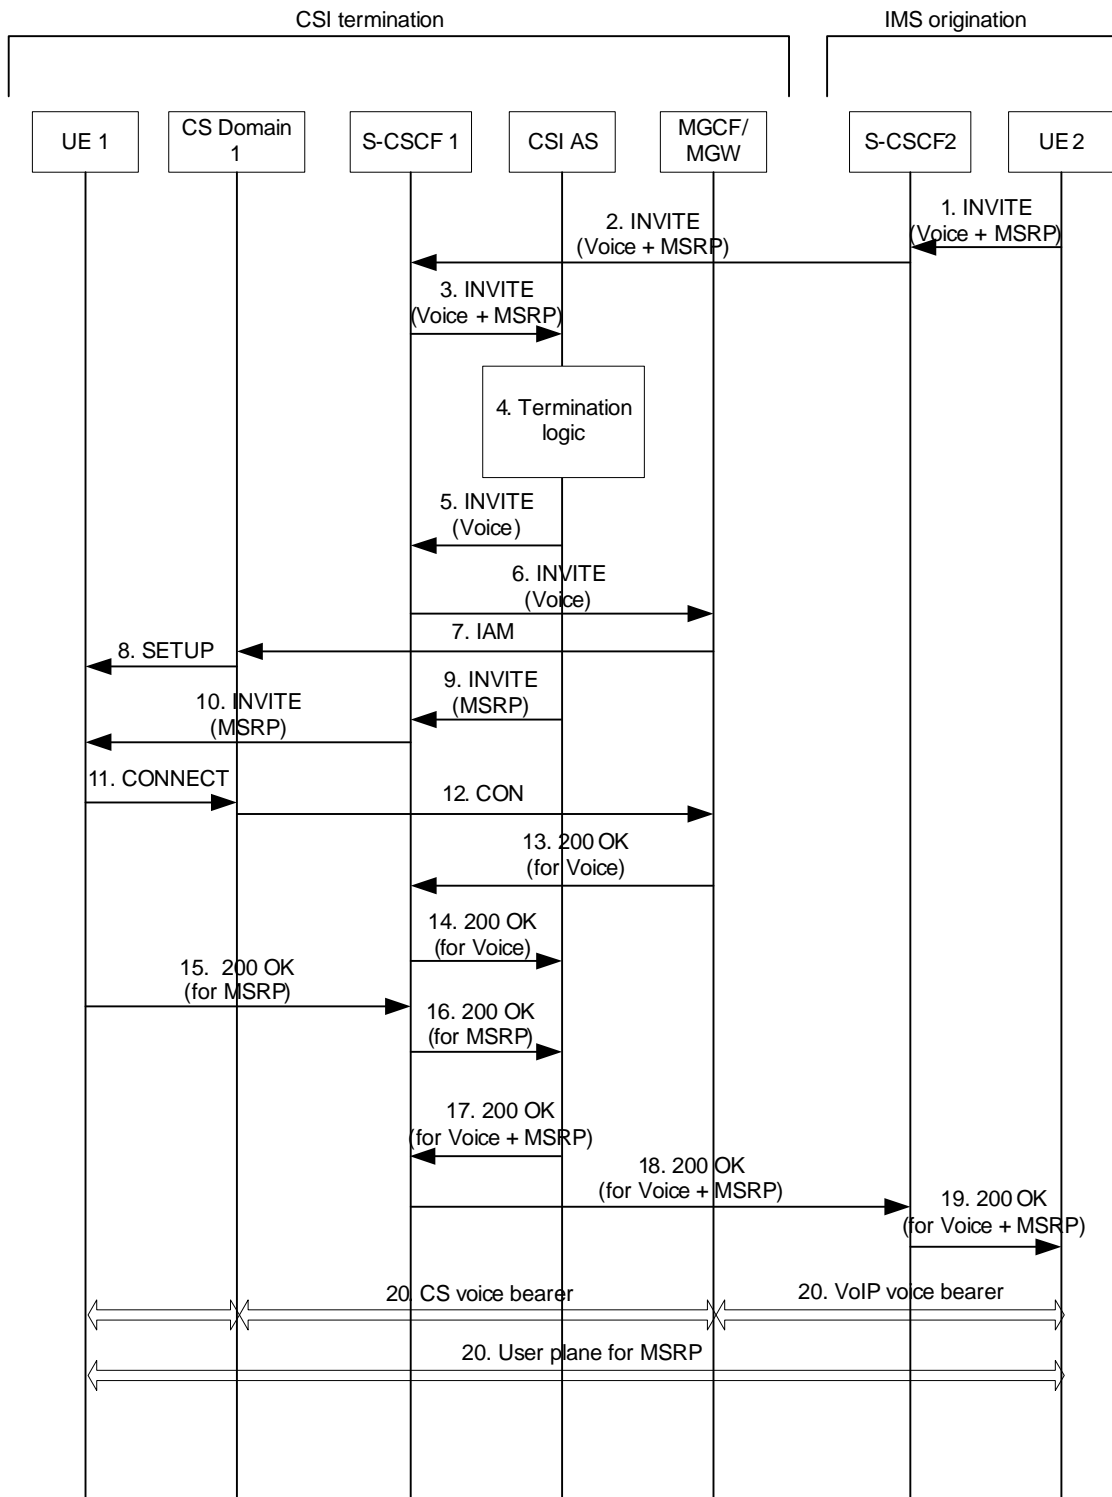 CSI termination
IMS origination
UE 1
CS Domain
1
S-CSCF 1
CSI AS
MGCF/
MGW
S-CSCF2
UE 2
1. INVITE
(Voice + MSRP)
2. INVITE
(Voice + MSRP)
3. INVITE
(Voice + MSRP)
4. Termination
logic
5. INVITE
(Voice)
6. INVITE
(Voice)
7. IAM
8. SETUP
9. INVITE
(MSRP)
10. INVITE
(MSRP)
11. CONNECT
12. CON
13. 200 OK
(for Voice)
14. 200 OK
(for Voice)
15. 200 OK
(for MSRP)
16. 200 OK
(for MSRP)
17. 200 OK
(for Voice + MSRP)
18. 200 OK
(for Voice + MSRP)
19. 200 OK
(for Voice + MSRP)
20. CS voice bearer
20. VoIP voice bearer
20. User plane for MSRP